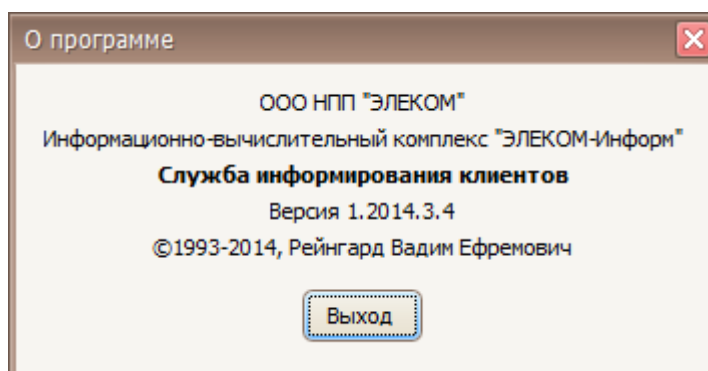 О программе
ООО НПП "ЭЛЕКОМ"
Информационно-вычислительный комплекс "ЭЛЕКОМ-Информ"
Служба информирования клиентов
Версия 1.2014.3.4
©1993-2014, Рейнгард Вадим Ефремович
Выход